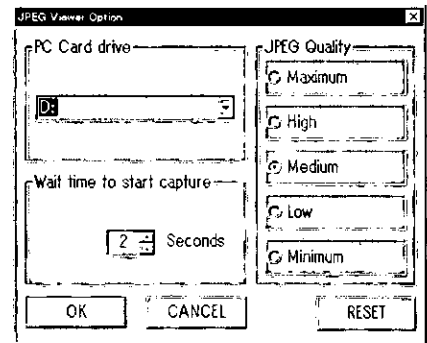 JPEG Viewer Option
PC Card drive
D:
Wait time to start capture
2 Seconds
JPEG Quality
Maximum
High
Medium
Low
Minimum
OK CANCEL RESET